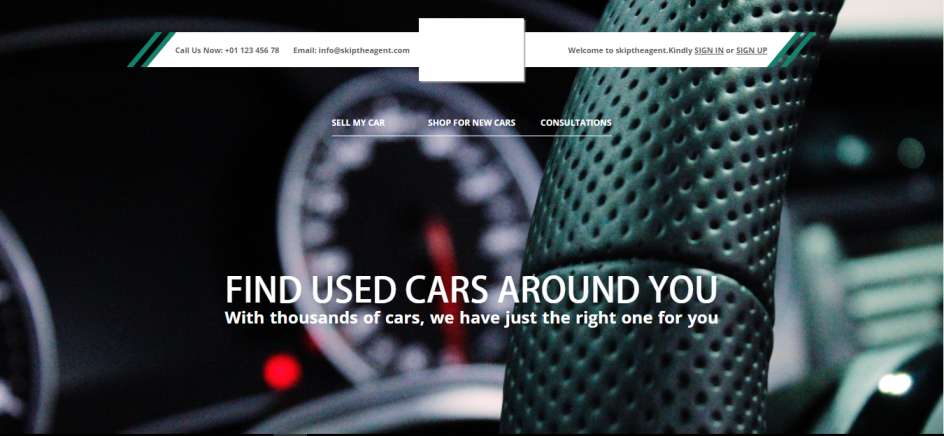 Call Us Now: +01 123 456 78 Email: info@skiptheagent.com Welcome to skiptheagent.Kindly SIGN IN or SIGN UP
SELL MY CAR SHOP FOR NEW CARS CONSULTATIONS
FIND USED CARS AROUND YOU
With thousands of cars, we have just the right one for you